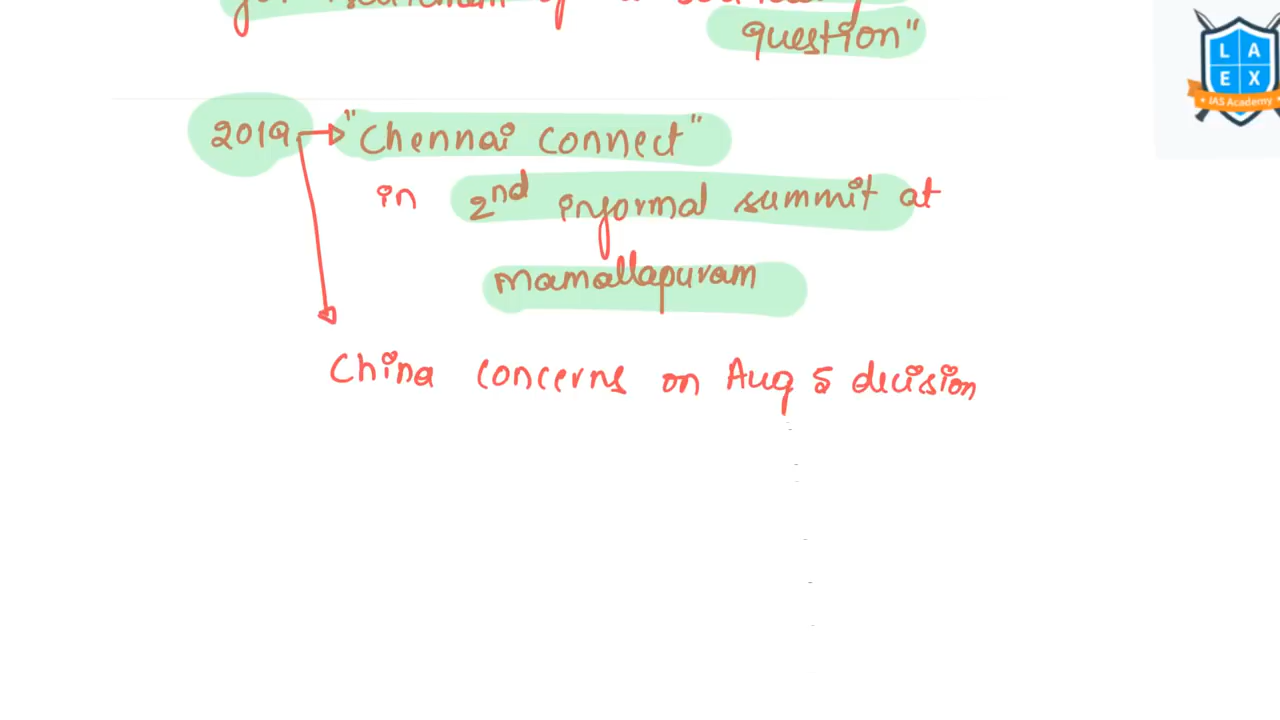 question"
2019 "Chennai Connect"
in 2nd informal summit at
Mamallapuram
China concerns on Aug 5 decision
L A
E X
IAS Academy